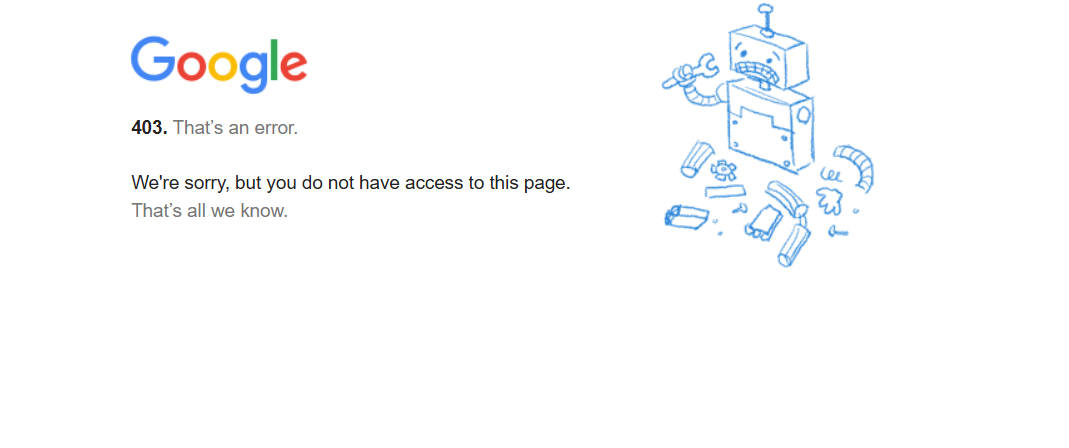 Google
403. That’s an error.
We're sorry, but you do not have access to this page.
That’s all we know.